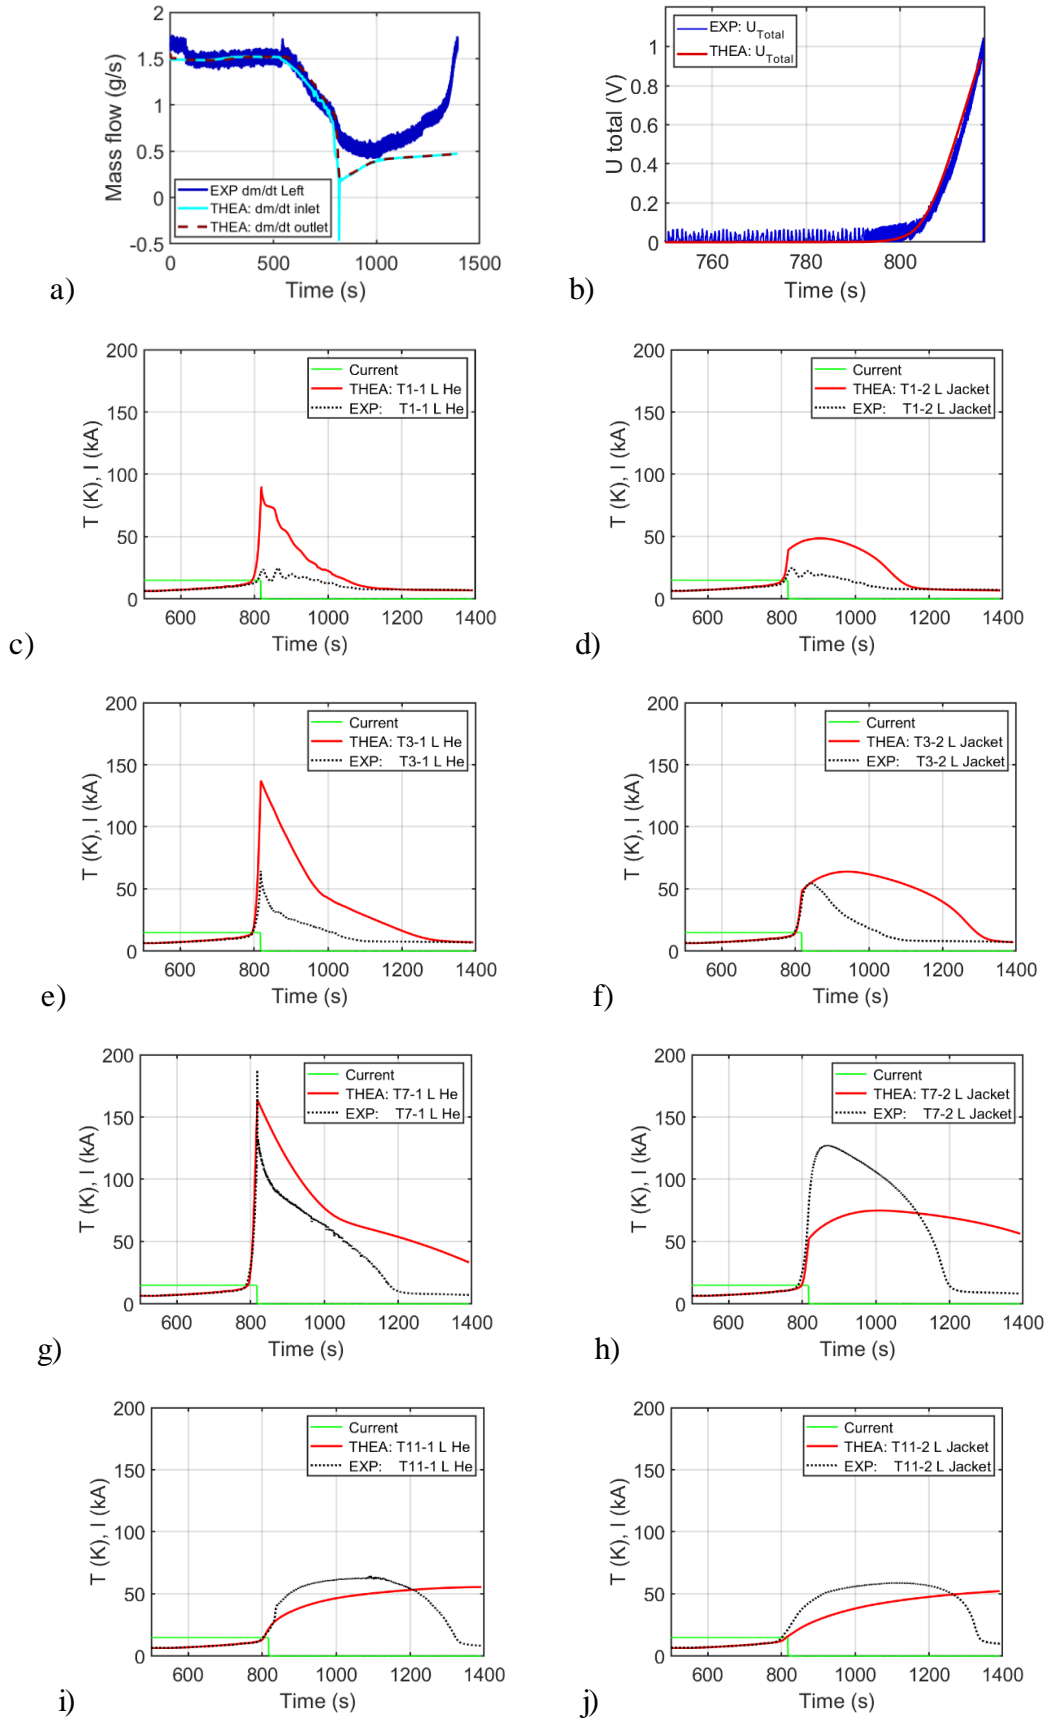 2
1.5
1
0.5
0
-0.5
Mass flow (g/s)
EXP dm/dt Left
THEA: dm/dt inlet
THEA: dm/dt outlet
0 500 1000 1500
Time (s)
a)
1
0.8
0.6
0.4
0.2
0
U total (V)
EXP: U_Total
THEA: U_Total
760 780 800
Time (s)
b)
200
150
100
50
0
T (K), I (kA)
Current
THEA: T1-1 L He
EXP: T1-1 L He
600 800 1000 1200 1400
Time (s)
c)
200
150
100
50
0
T (K), I (kA)
Current
THEA: T1-2 L Jacket
EXP: T1-2 L Jacket
600 800 1000 1200 1400
Time (s)
d)
200
150
100
50
0
T (K), I (kA)
Current
THEA: T3-1 L He
EXP: T3-1 L He
600 800 1000 1200 1400
Time (s)
e)
200
150
100
50
0
T (K), I (kA)
Current
THEA: T3-2 L Jacket
EXP: T3-2 L Jacket
600 800 1000 1200 1400
Time (s)
f)
200
150
100
50
0
T (K), I (kA)
Current
THEA: T7-1 L He
EXP: T7-1 L He
600 800 1000 1200 1400
Time (s)
g)
200
150
100
50
0
T (K), I (kA)
Current
THEA: T7-2 L Jacket
EXP: T7-2 L Jacket
600 800 1000 1200 1400
Time (s)
h)
200
150
100
50
0
T (K), I (kA)
Current
THEA: T11-1 L He
EXP: T11-1 L He
600 800 1000 1200 1400
Time (s)
i)
200
150
100
50
0
T (K), I (kA)
Current
THEA: T11-2 L Jacket
EXP: T11-2 L Jacket
600 800 1000 1200 1400
Time (s)
j)